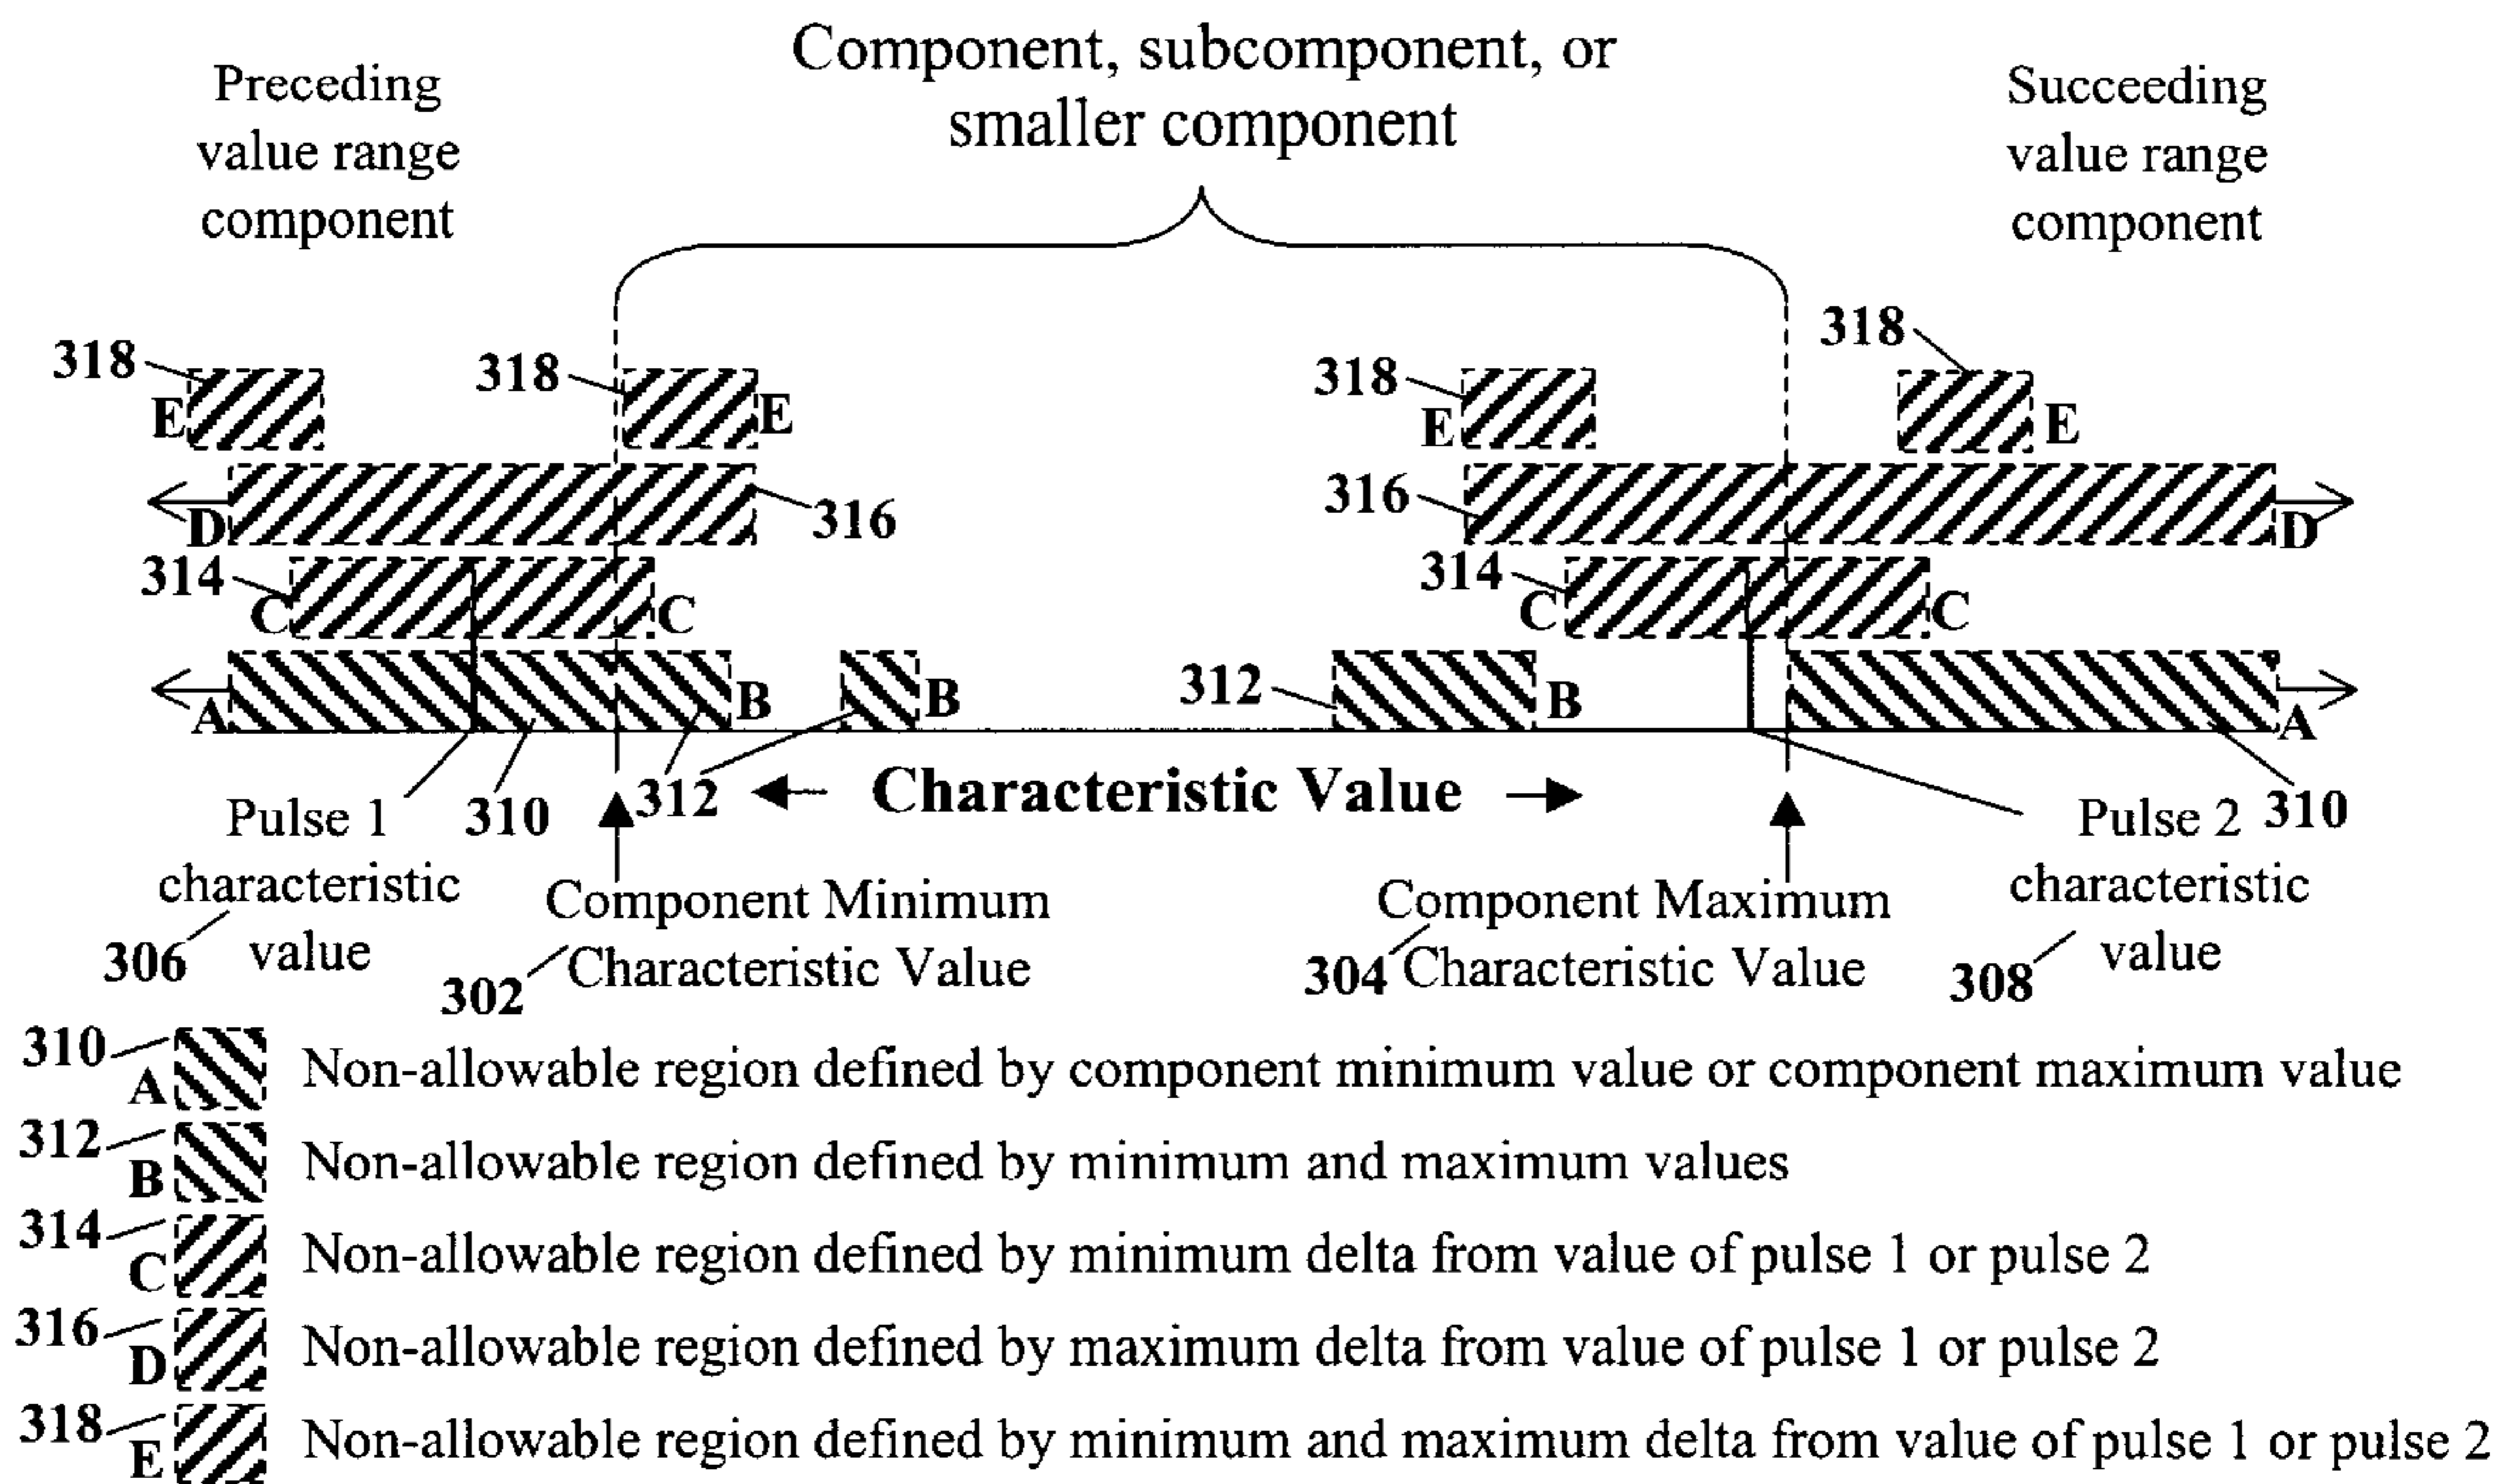 Component, subcomponent, or
smaller component
Preceding
value range
component
Succeeding
value range
component
318
318
318
318
E
E
E
E
D
316
316
D
314
C
C
314
C
C
A
B
B
312
B
A
Pulse 1
characteristic
value
306
310
312
Characteristic Value
Component Minimum
Characteristic Value
302
Component Maximum
Characteristic Value
304
Pulse 2
characteristic
value
308
310
310 A Non-allowable region defined by component minimum value or component maximum value
312 B Non-allowable region defined by minimum and maximum values
314 C Non-allowable region defined by minimum delta from value of pulse 1 or pulse 2
316 D Non-allowable region defined by maximum delta from value of pulse 1 or pulse 2
318 E Non-allowable region defined by minimum and maximum delta from value of pulse 1 or pulse 2